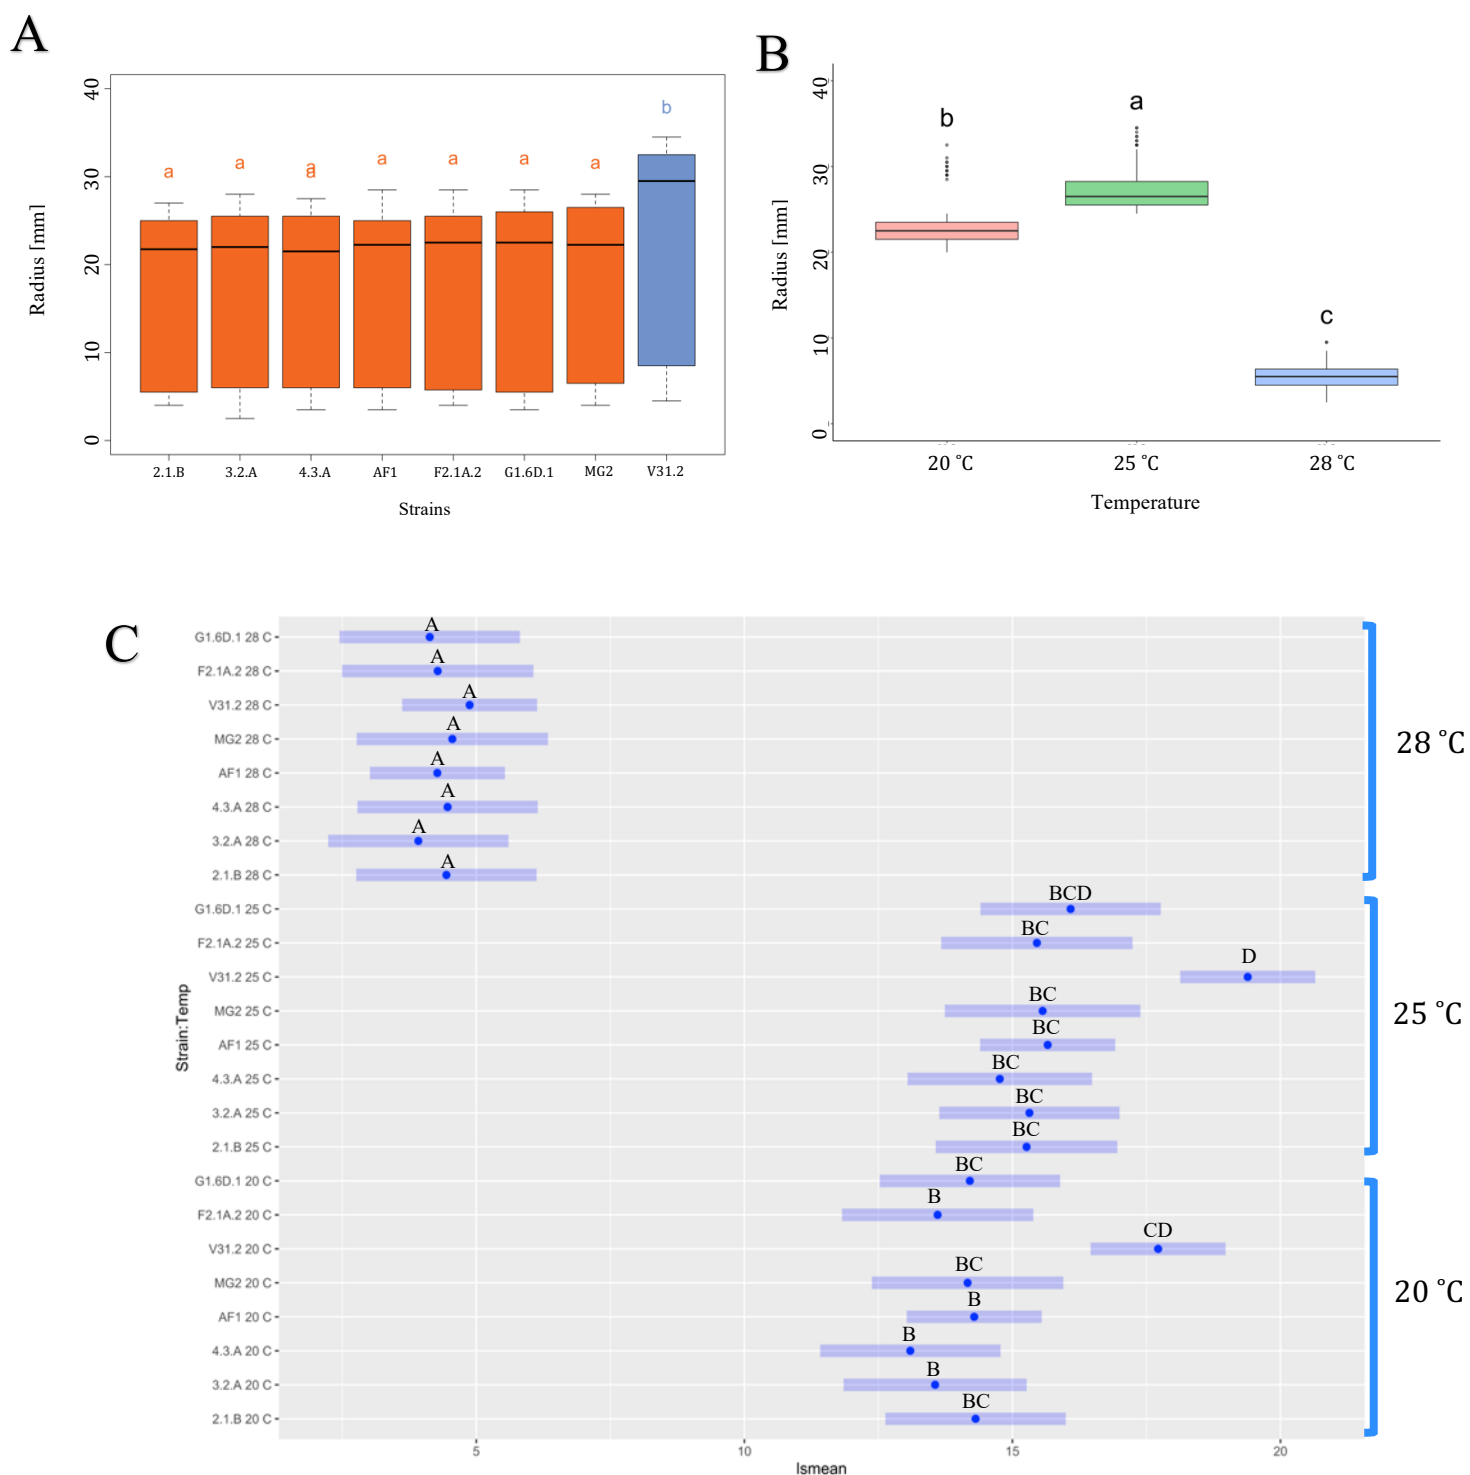 A
40
30
20
10
0
Radius [mm]
a
a
a
a
a
a
a
a
b
2.1.B
3.2.A
4.3.A
AF1
F2.1A.2
G1.6D.1
MG2
V31.2
Strains
B
40
30
20
10
0
Radius [mm]
b
a
c
20 °C
25 °C
28 °C
Temperature
C
Strain:Temp
G1.6D.1 28 C
A
F2.1A.2 28 C
A
V31.2 28 C
A
MG2 28 C
A
AF1 28 C
A
4.3.A 28 C
A
3.2.A 28 C
A
2.1.B 28 C
A
28 °C
G1.6D.1 25 C
BCD
F2.1A.2 25 C
BC
V31.2 25 C
D
MG2 25 C
BC
AF1 25 C
BC
4.3.A 25 C
BC
3.2.A 25 C
BC
2.1.B 25 C
BC
25 °C
G1.6D.1 20 C
BC
F2.1A.2 20 C
B
V31.2 20 C
CD
MG2 20 C
BC
AF1 20 C
B
4.3.A 20 C
B
3.2.A 20 C
B
2.1.B 20 C
BC
20 °C
5
10
15
20
lsmean